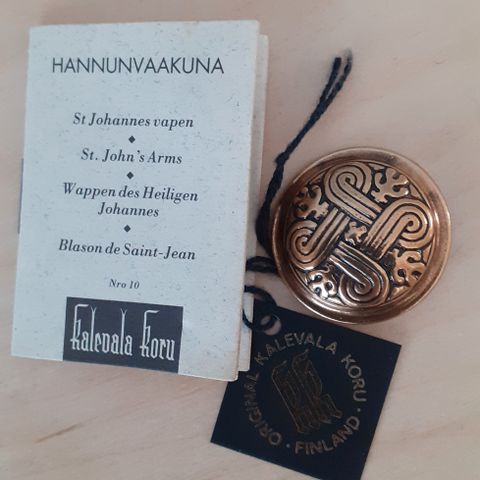 HANNUNVAAKUNA
St Johannes vapen
St. John's Arms
Wappen des Heiligen
Johannes
Blason de Saint-Jean
Nro 10
kalevala koru
ORIGINAL KALEVALA KORU
· FINLAND ·